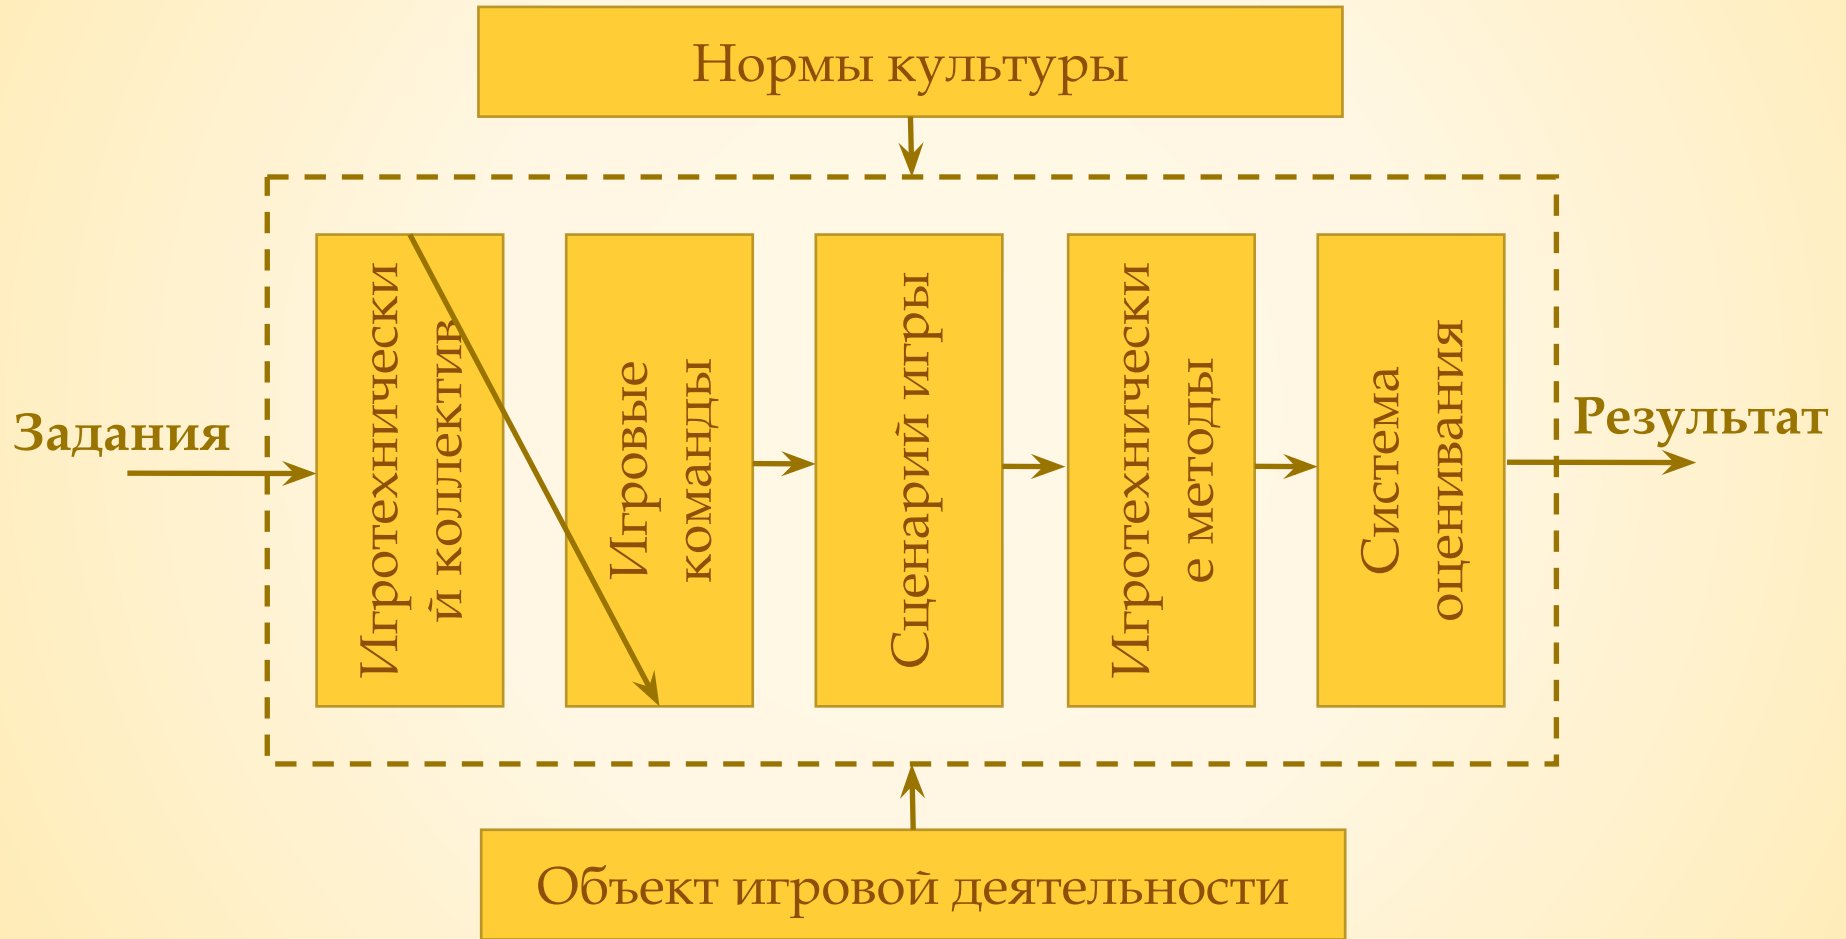 Нормы культуры
Задания
Игротехнически
й коллектив
Игровые
команды
Сценарий игры
Игротехнически
е методы
Система
оценивания
Результат
Объект игровой деятельности